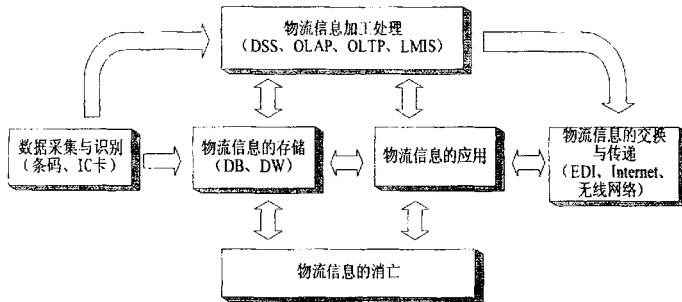 物流信息加工处理
（DSS、OLAP、OLTP、LMIS）
数据采集与识别
（条码、IC卡）
物流信息的存储
（DB、DW）
物流信息的应用
物流信息的交换
与传递
（EDI、Internet、
无线网络）
物流信息的消亡